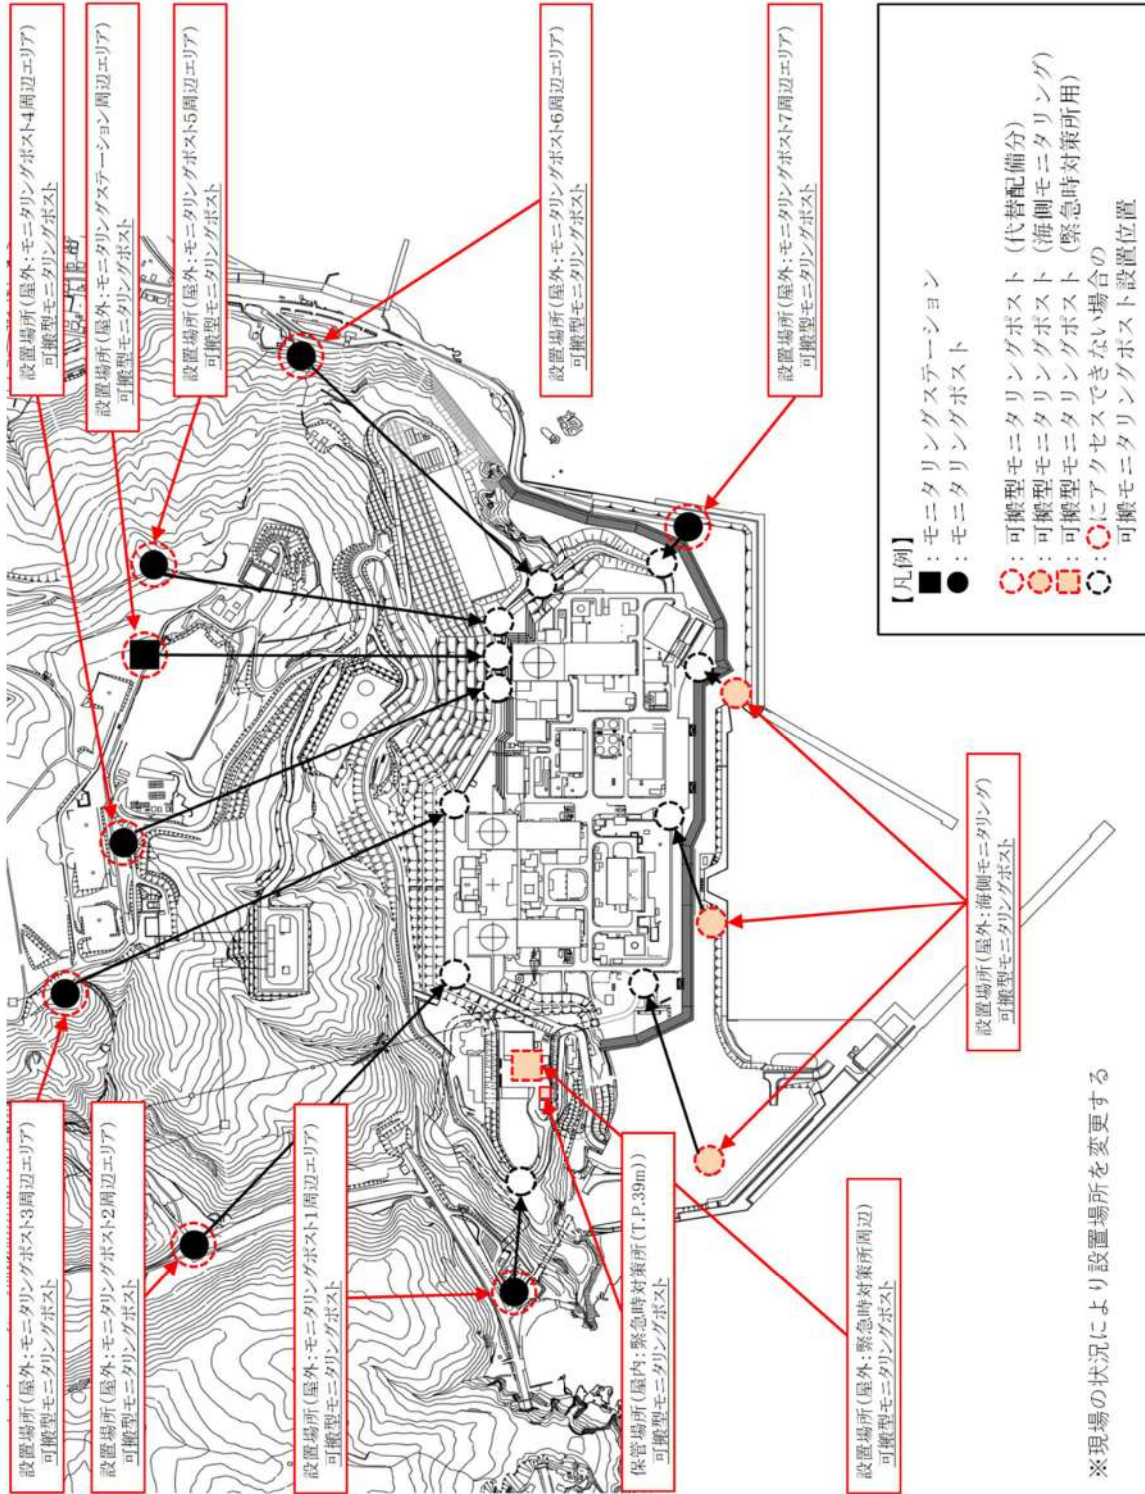 設置場所(屋外:モニタリングポスト3周辺エリア)
可搬型モニタリングポスト
設置場所(屋外:モニタリングポスト2周辺エリア)
可搬型モニタリングポスト
設置場所(屋外:モニタリングポスト1周辺エリア)
可搬型モニタリングポスト
保管場所(屋内:緊急時対策所(T.P.39m))
可搬型モニタリングポスト
設置場所(屋外:緊急時対策所周辺)
可搬型モニタリングポスト
設置場所(屋外:モニタリングポスト4周辺エリア)
可搬型モニタリングポスト
設置場所(屋外:モニタリングステーション周辺エリア)
可搬型モニタリングポスト
設置場所(屋外:モニタリングポスト5周辺エリア)
可搬型モニタリングポスト
設置場所(屋外:モニタリングポスト6周辺エリア)
可搬型モニタリングポスト
設置場所(屋外:モニタリングポスト7周辺エリア)
可搬型モニタリングポスト
設置場所(屋外:海側モニタリング)
可搬型モニタリングポスト
【凡例】
:モニタリングステーション
:モニタリングポスト
:可搬型モニタリングポスト(代替配備分)
:可搬型モニタリングポスト(海側モニタリング)
:可搬型モニタリングポスト(緊急時対策所用)
:にアクセスできない場合の
可搬モニタリングポスト設置位置
※現場の状況により設置場所を変更する